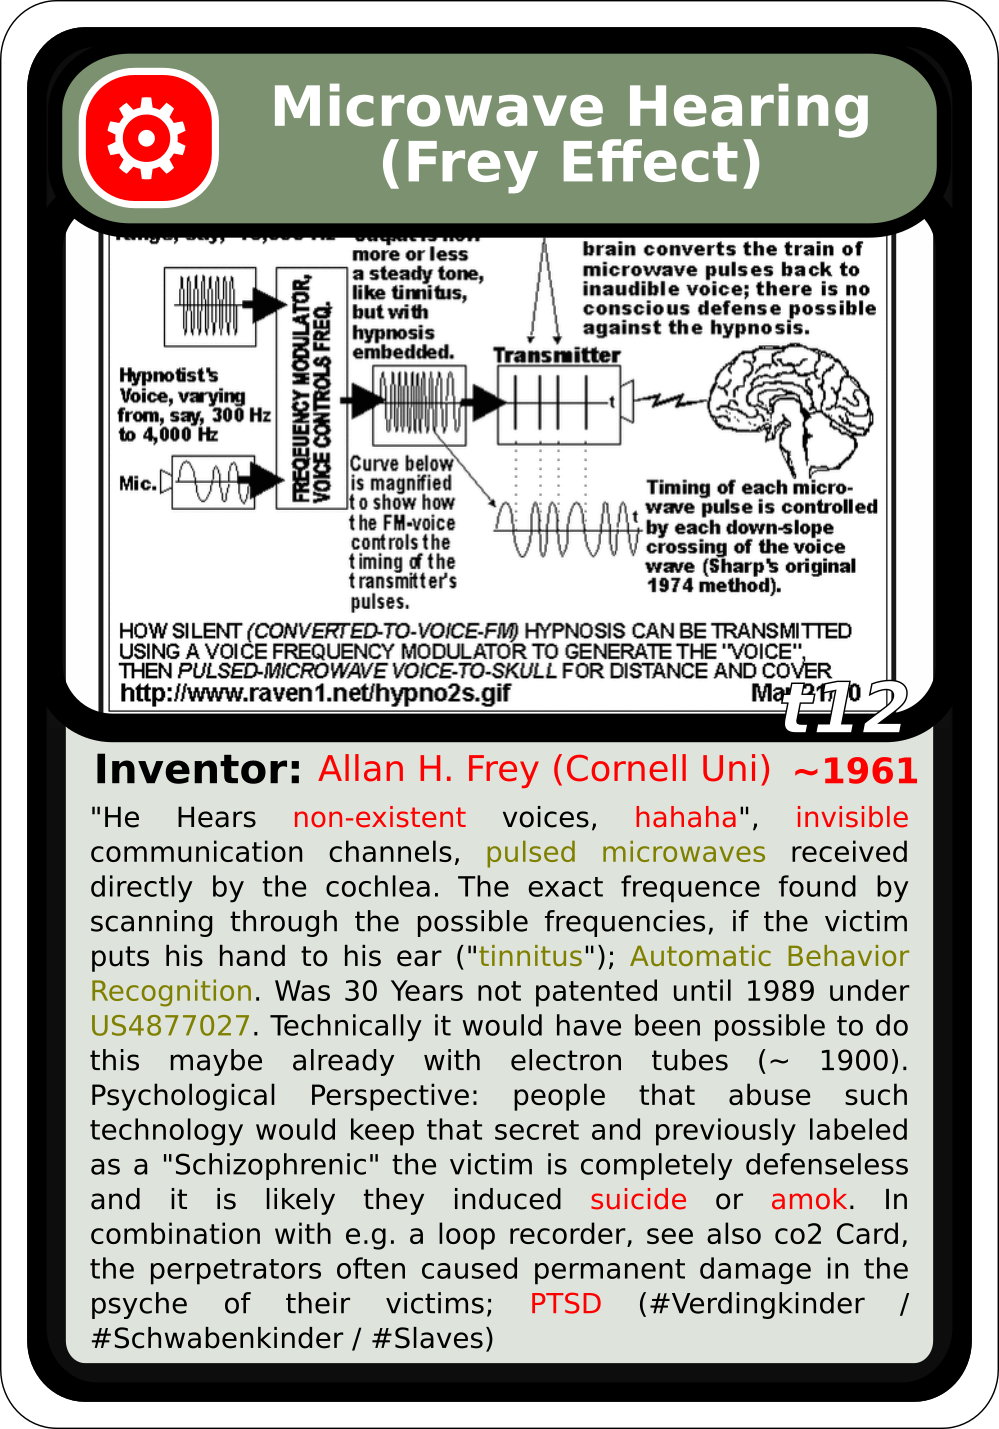 Microwave Hearing
(Frey Effect)
more or less
a steady tone,
like tinnitus,
but with
hypnosis
embedded.
brain converts the train of
microwave pulses back to
inaudible voice; there is no
conscious defense possible
against the hypnosis.
Transmitter
Hypnotist's
Voice, varying
from, say, 300 Hz
to 4,000 Hz
Mic.
FREQEUENCY MODULATOR,
VOICE CONTROLS FREQ.
t
Curve below
is magnified
to show how
the FM-voice
controls the
timing of the
transmitter's
pulses.
t
Timing of each micro-
wave pulse is controlled
by each down-slope
crossing of the voice
wave (Sharp's original
1974 method).
HOW SILENT (CONVERTED-TO-VOICE-FM) HYPNOSIS CAN BE TRANSMITTED
USING A VOICE FREQUENCY MODULATOR TO GENERATE THE "VOICE",
THEN PULSED-MICROWAVE VOICE-TO-SKULL FOR DISTANCE AND COVER
http://www.raven1.net/hypno2s.gif
t12
Inventor: Allan H. Frey (Cornell Uni) ~1961
"He Hears non-existent voices, hahaha", invisible
communication channels, pulsed microwaves received
directly by the cochlea. The exact frequence found by
scanning through the possible frequencies, if the victim
puts his hand to his ear ("tinnitus"); Automatic Behavior
Recognition. Was 30 Years not patented until 1989 under
US4877027. Technically it would have been possible to do
this maybe already with electron tubes (~ 1900).
Psychological Perspective: people that abuse such
technology would keep that secret and previously labeled
as a "Schizophrenic" the victim is completely defenseless
and it is likely they induced suicide or amok. In
combination with e.g. a loop recorder, see also co2 Card,
the perpetrators often caused permanent damage in the
psyche of their victims; PTSD (#Verdingkinder /
#Schwabenkinder / #Slaves)